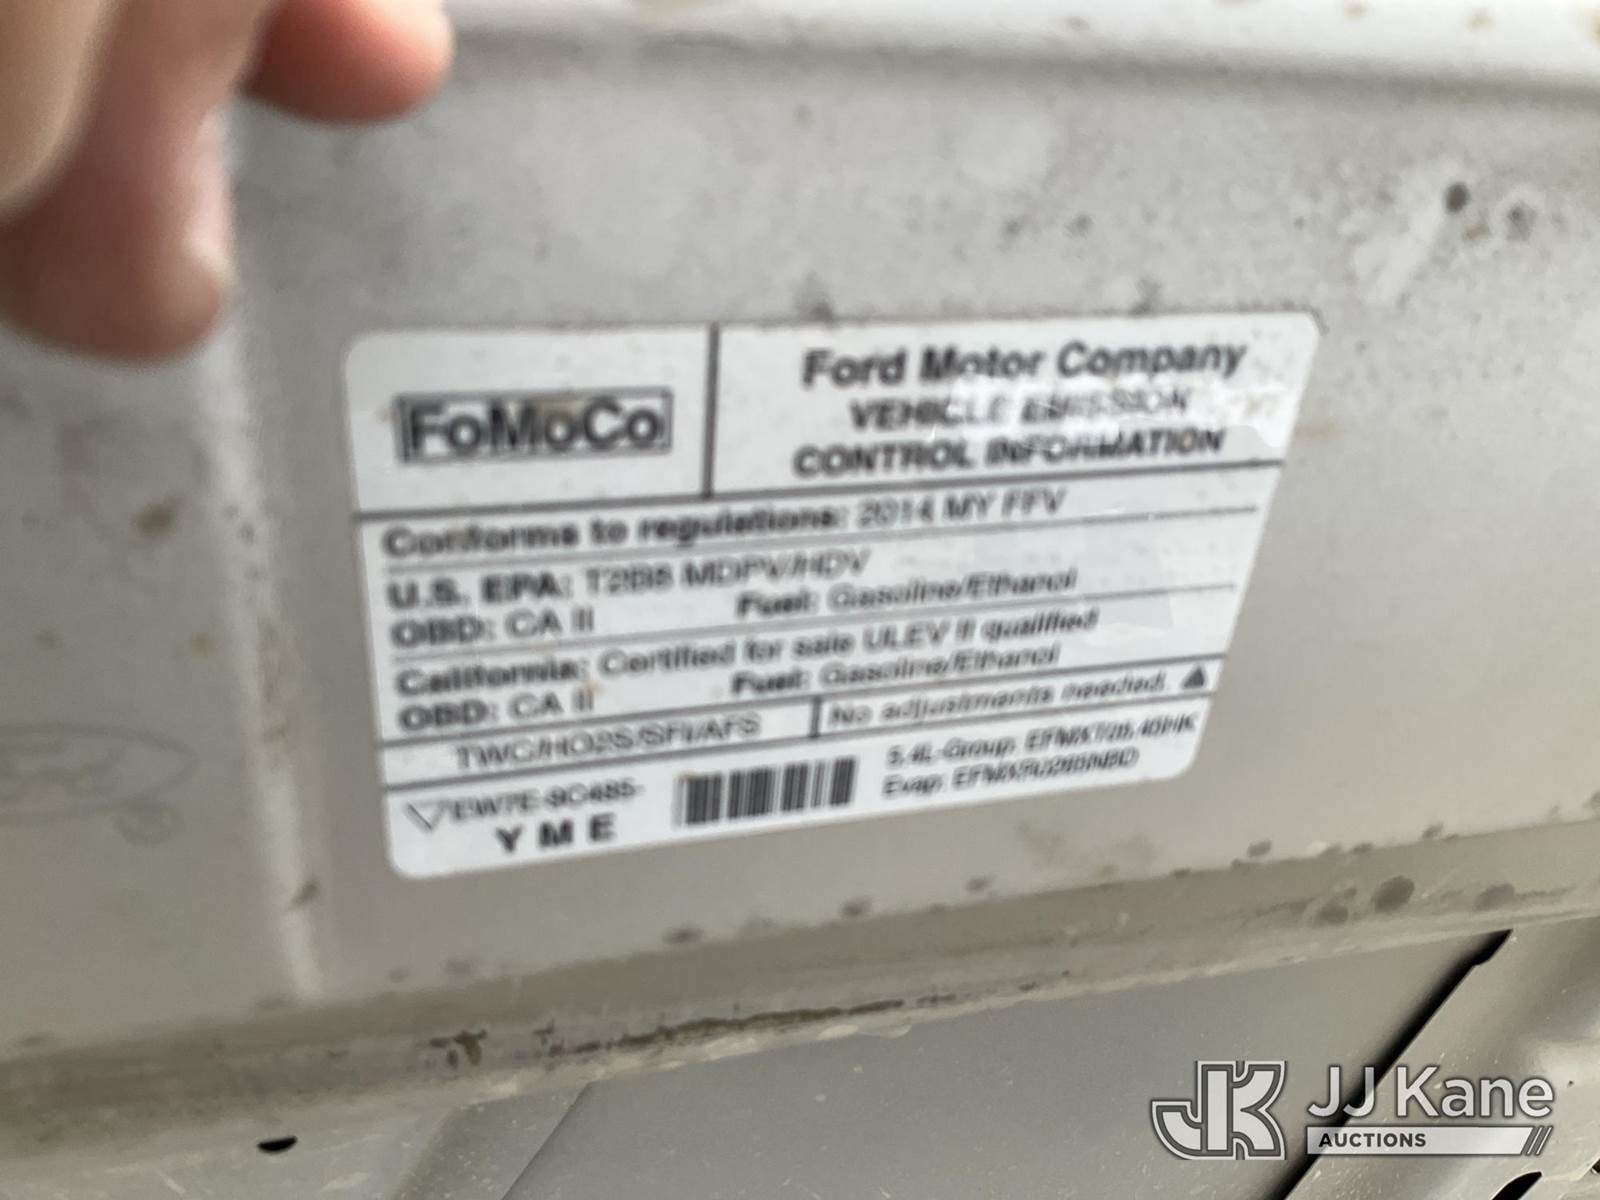 FoMoCo
Ford Motor Company
VEHICLE EMISSION
CONTROL INFORMATION
Conforms to regulations: 2014 MY FFV
U.S. EPA: T2B8 MDPV/HDV
OBD: CA II Fuel: Gasoline/Ethanol
California: Certified for sale ULEV II qualified
OBD: CA II Fuel: Gasoline/Ethanol
TWC/HO2S/SFI/AFS No adjustments needed.
EW7E-9C485-
Y M E
5.4L-Group:
Evap:
JJ Kane
AUCTIONS